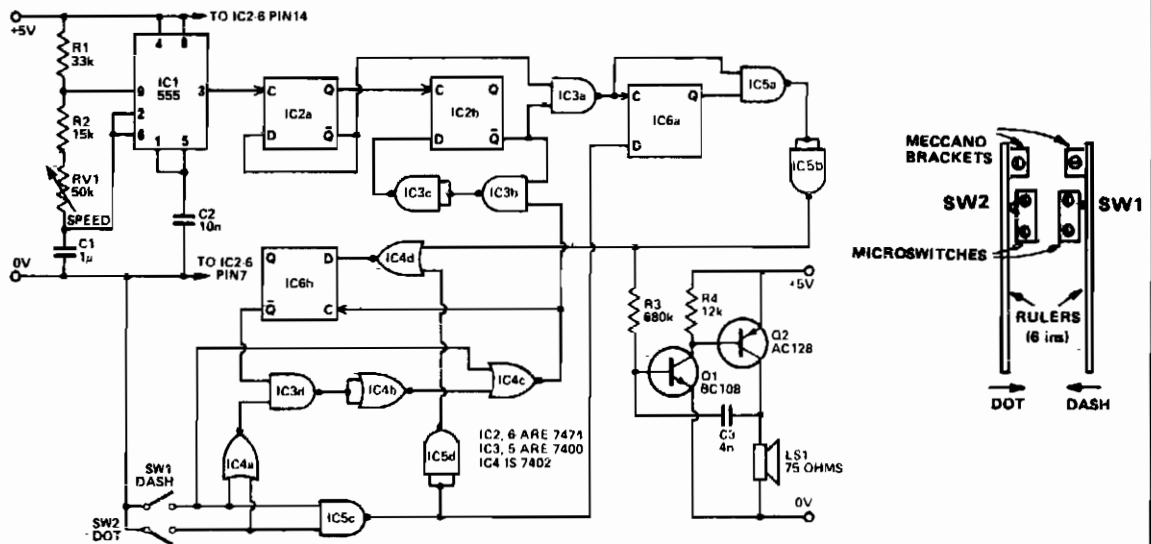 +5V
TO IC2-6 PIN14
R1
33k
4
8
IC1
555
9
3
2
6
1
5
R2
15k
RV1
50k
SPEED
C1
1µ
C2
10n
0V
TO IC2-6
PIN7
C
Q
IC2a
D
Q
C
Q
IC2b
Q
D
IC3a
C
Q
IC6a
D
IC5a
IC5b
IC3c
IC3b
Q
D
IC6b
Q
C
IC4d
IC3d
IC4b
IC4c
IC4a
IC5d
IC5c
IC2, 6 ARE 7474
IC3, 5 ARE 7400
IC4 IS 7402
SW1
DASH
SW2
DOT
R3
680k
R4
12k
+5V
Q2
AC128
Q1
BC108
C3
4n
LS1
75 OHMS
0V
MECCANO
BRACKETS
SW2
SW1
MICROSWITCHES
RULERS
(6 ins)
DOT
DASH